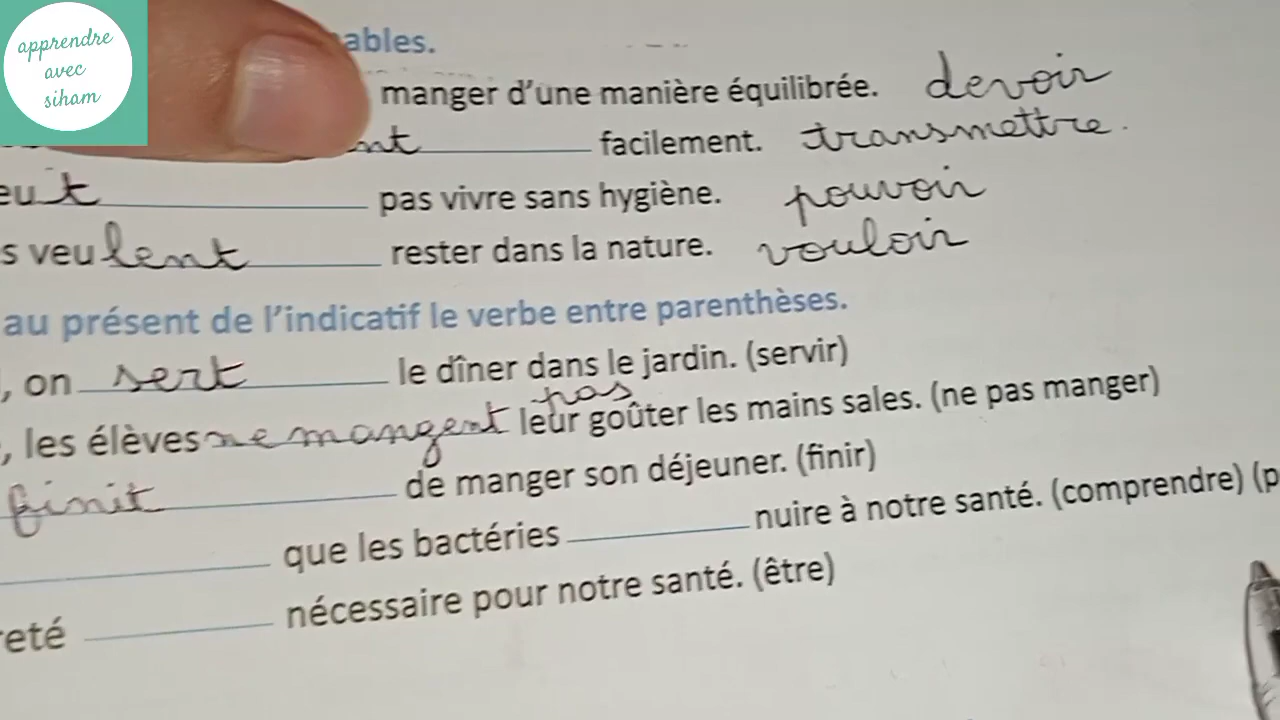 apprendre
avec
siham
ables.
manger d'une manière équilibrée. devoir
nt facilement. transmettre.
eut pas vivre sans hygiène. pouvoir
s veulent rester dans la nature. vouloir
au présent de l'indicatif le verbe entre parenthèses.
, on sert le dîner dans le jardin. (servir)
pas
, les élèves ne mangent leur goûter les mains sales. (ne pas manger)
finit de manger son déjeuner. (finir)
que les bactéries nuire à notre santé. (comprendre) (p
reté nécessaire pour notre santé. (être)